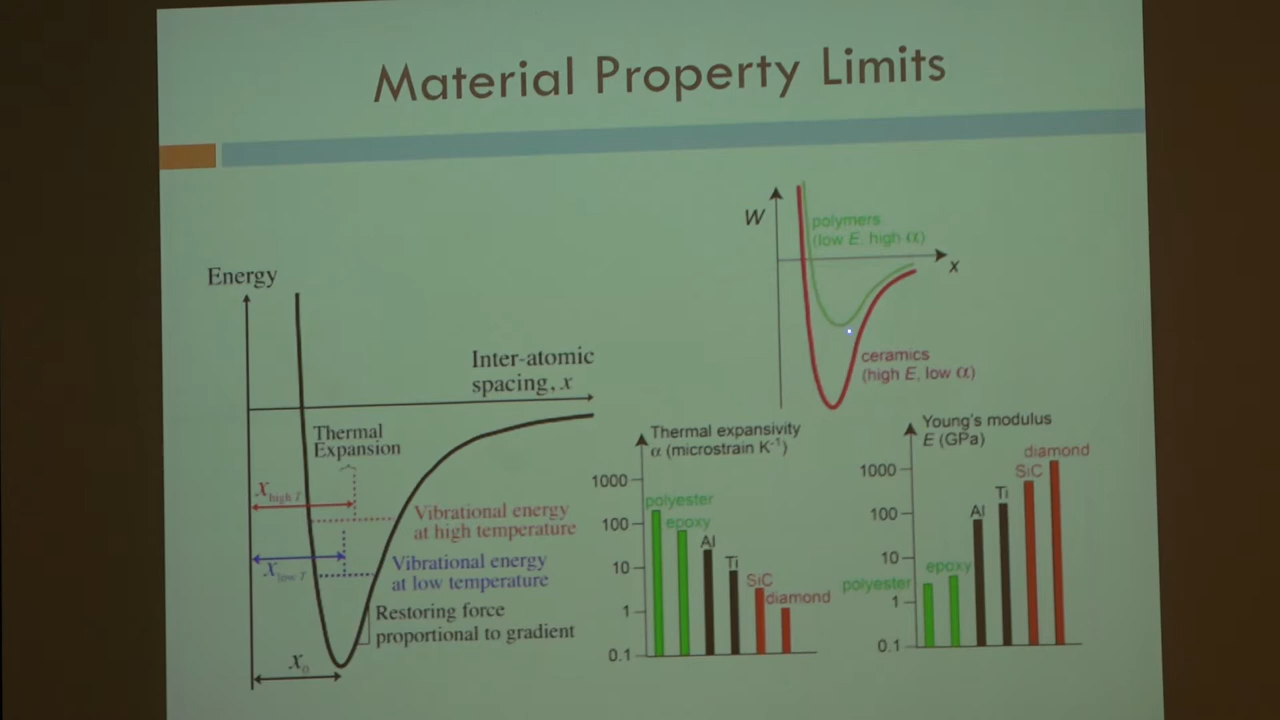 Material Property Limits
W
polymers
(low E, high α)
x
ceramics
(high E, low α)
Energy
Inter-atomic
spacing, x
Thermal
Expansion
x high T
Vibrational energy
at high temperature
x low T
Vibrational energy
at low temperature
Restoring force
proportional to gradient
x0
Thermal expansivity
α (microstrain K-1)
1000
100
10
1
0.1
polyester
epoxy
Al
Ti
SiC
diamond
Young's modulus
E (GPa)
1000
100
10
1
0.1
polyester
epoxy
Al
Ti
SiC
diamond